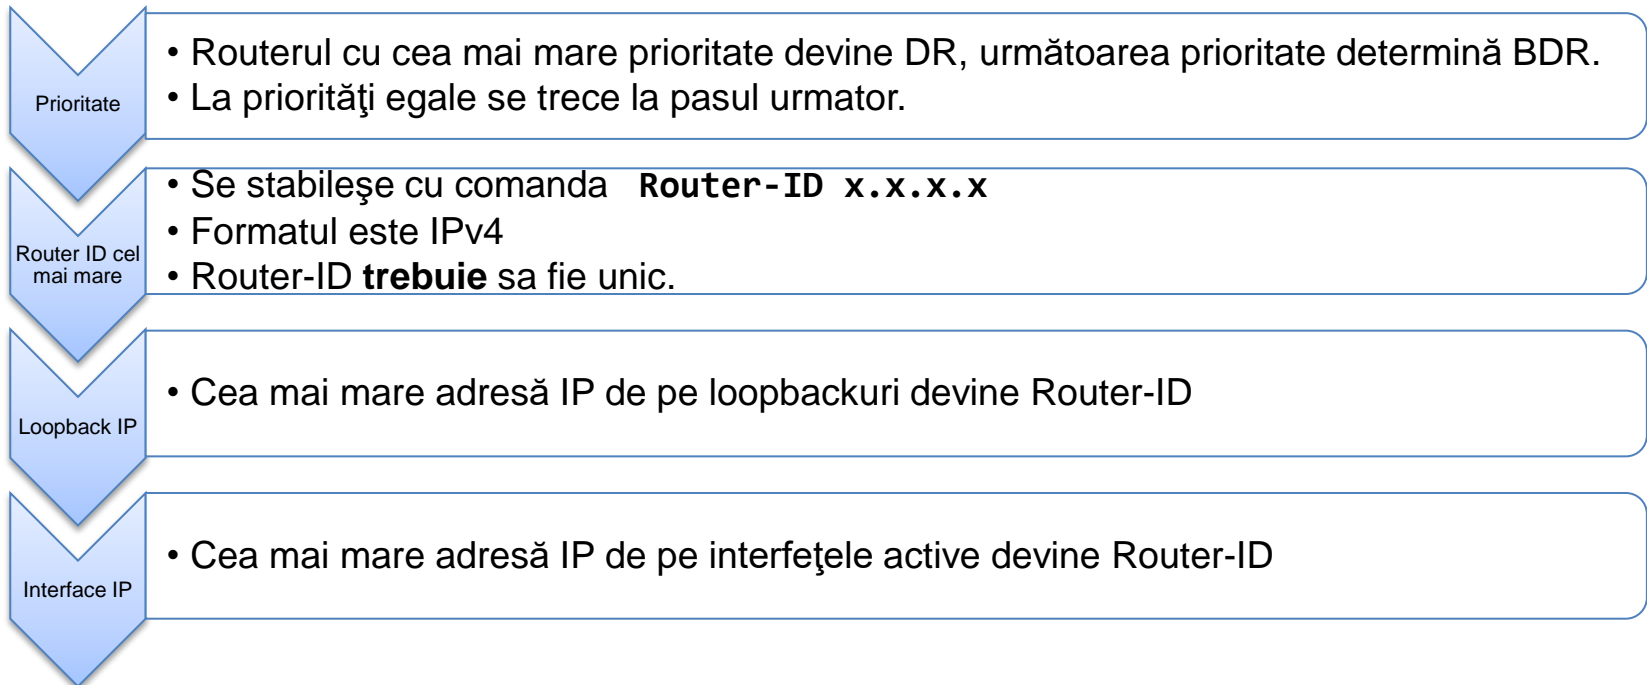 Prioritate
• Routerul cu cea mai mare prioritate devine DR, următoarea prioritate determină BDR.
• La priorităţi egale se trece la pasul urmator.
Router ID cel
mai mare
• Se stabileşe cu comanda Router-ID x.x.x.x
• Formatul este IPv4
• Router-ID trebuie sa fie unic.
Loopback IP
• Cea mai mare adresă IP de pe loopbackuri devine Router-ID
Interface IP
• Cea mai mare adresă IP de pe interfeţele active devine Router-ID